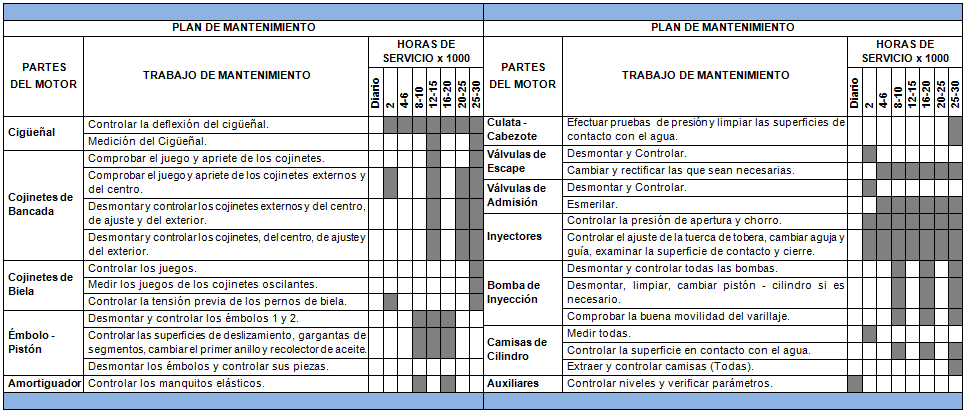 PLAN DE MANTENIMIENTO
PARTES
DEL MOTOR
TRABAJO DE MANTENIMIENTO
HORAS DE
SERVICIO x 1000
Diario
2
4-6
8-10
12-15
16-20
20-25
25-30
Cigüeñal
Controlar la deflexión del cigüeñal.
Medición del Cigüeñal.
Cojinetes de
Bancada
Comprobar el juego y apriete de los cojinetes.
Comprobar el juego y apriete de los cojinetes externos y
del centro.
Desmontar y controlar los cojinetes externos y del centro,
de ajuste y del exterior.
Desmontar y controlar los cojinetes, del centro, de ajuste y
del exterior.
Cojinetes de
Biela
Controlar los juegos.
Medir los juegos de los cojinetes oscilantes.
Controlar la tensión previa de los pernos de biela.
Émbolo -
Pistón
Desmontar y controlar los émbolos 1 y 2.
Controlar las superficies de deslizamiento, gargantas de
segmentos, cambiar el primer anillo y recolector de aceite.
Desmontar los émbolos y controlar sus piezas.
Amortiguador
Controlar los manquitos elásticos.
PLAN DE MANTENIMIENTO
PARTES
DEL MOTOR
TRABAJO DE MANTENIMIENTO
HORAS DE
SERVICIO x 1000
Diario
2
4-6
8-10
12-15
16-20
20-25
25-30
Culata -
Cabezote
Efectuar pruebas de presión y limpiar las superficies de
contacto con el agua.
Válvulas de
Escape
Desmontar y Controlar.
Cambiar y rectificar las que sean necesarias.
Válvulas de
Admisión
Desmontar y Controlar.
Esmerilar.
Inyectores
Controlar la presión de apertura y chorro.
Controlar el ajuste de la tuerca de tobera, cambiar aguja y
guía, examinar la superficie de contacto y cierre.
Bomba de
Inyección
Desmontar y controlar todas las bombas.
Desmontar, limpiar, cambiar pistón - cilindro si es
necesario.
Comprobar la buena movilidad del varillaje.
Camisas de
Cilindro
Medir todas.
Controlar la superficie en contacto con el agua.
Extraer y controlar camisas (Todas).
Auxiliares
Controlar niveles y verificar parámetros.